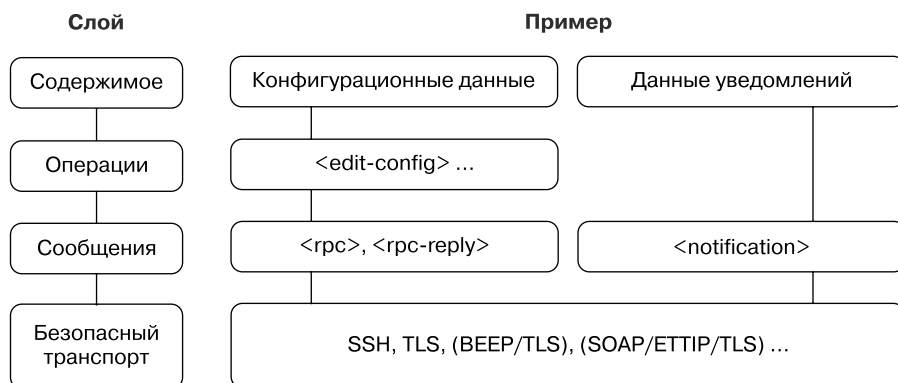 Слой Пример
Содержимое Конфигурационные данные Данные уведомлений
Операции <edit-config> ...
Сообщения <rpc>, <rpc-reply> <notification>
Безопасный
транспорт
SSH, TLS, (BEEP/TLS), (SOAP/ETTIP/TLS) ...